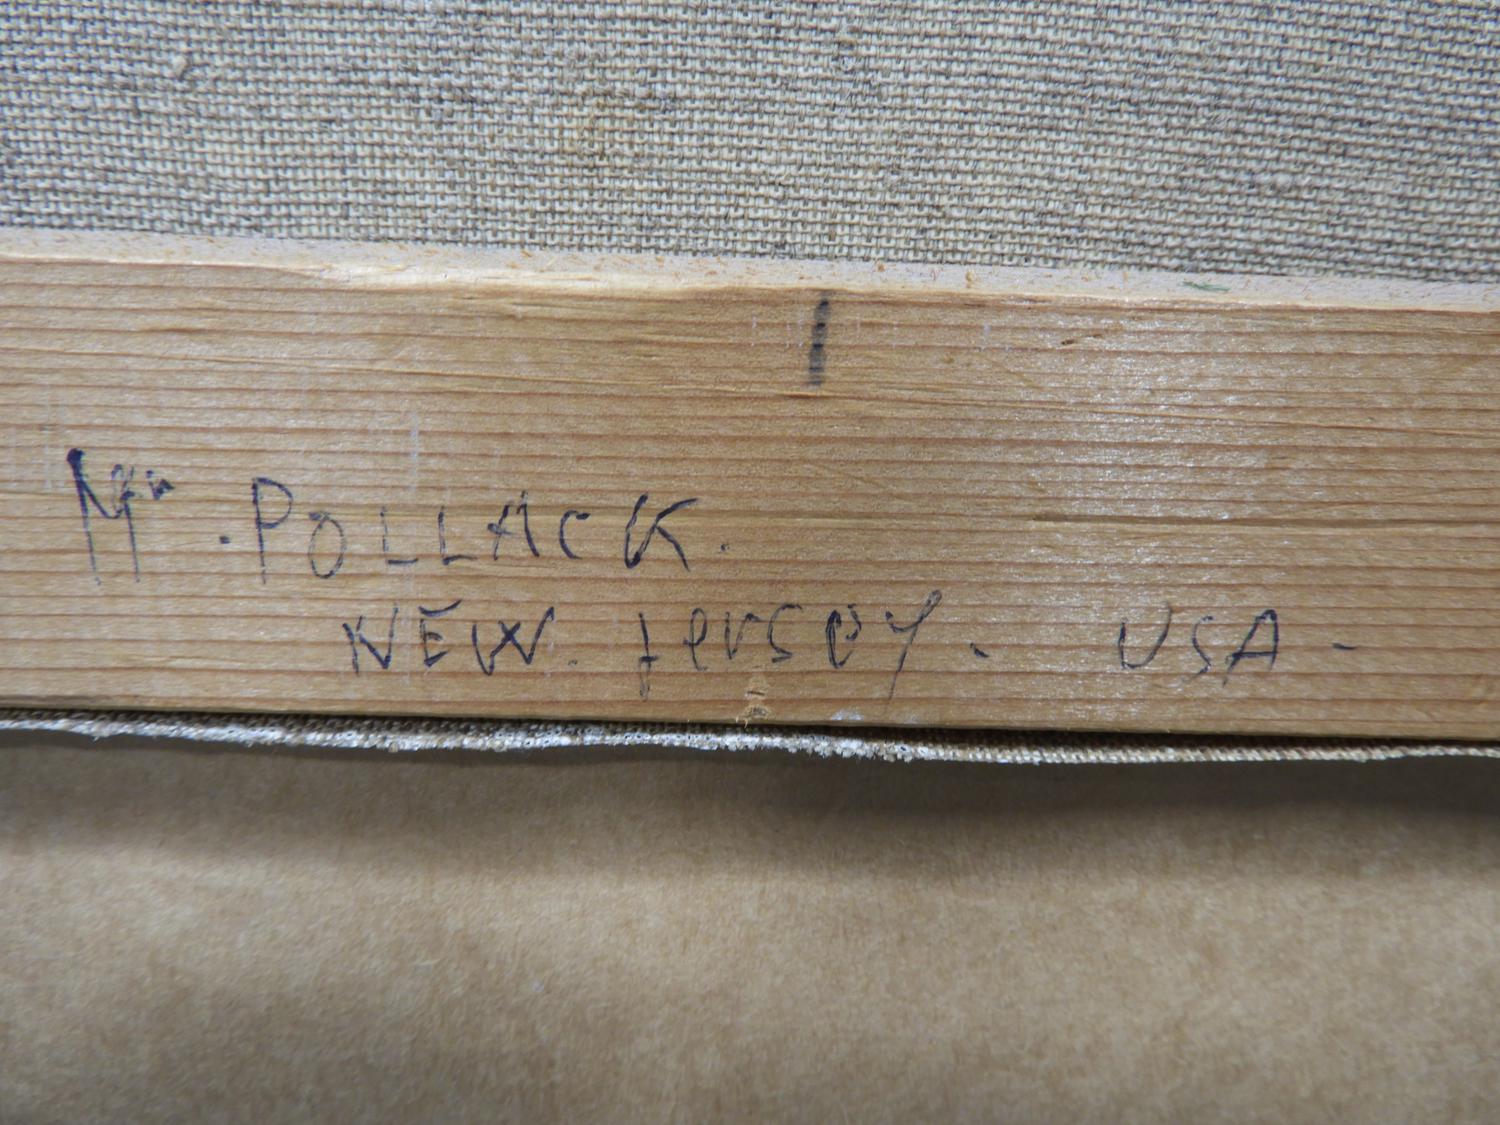 Mr. POLLACK.
NEW. Jersey. USA-